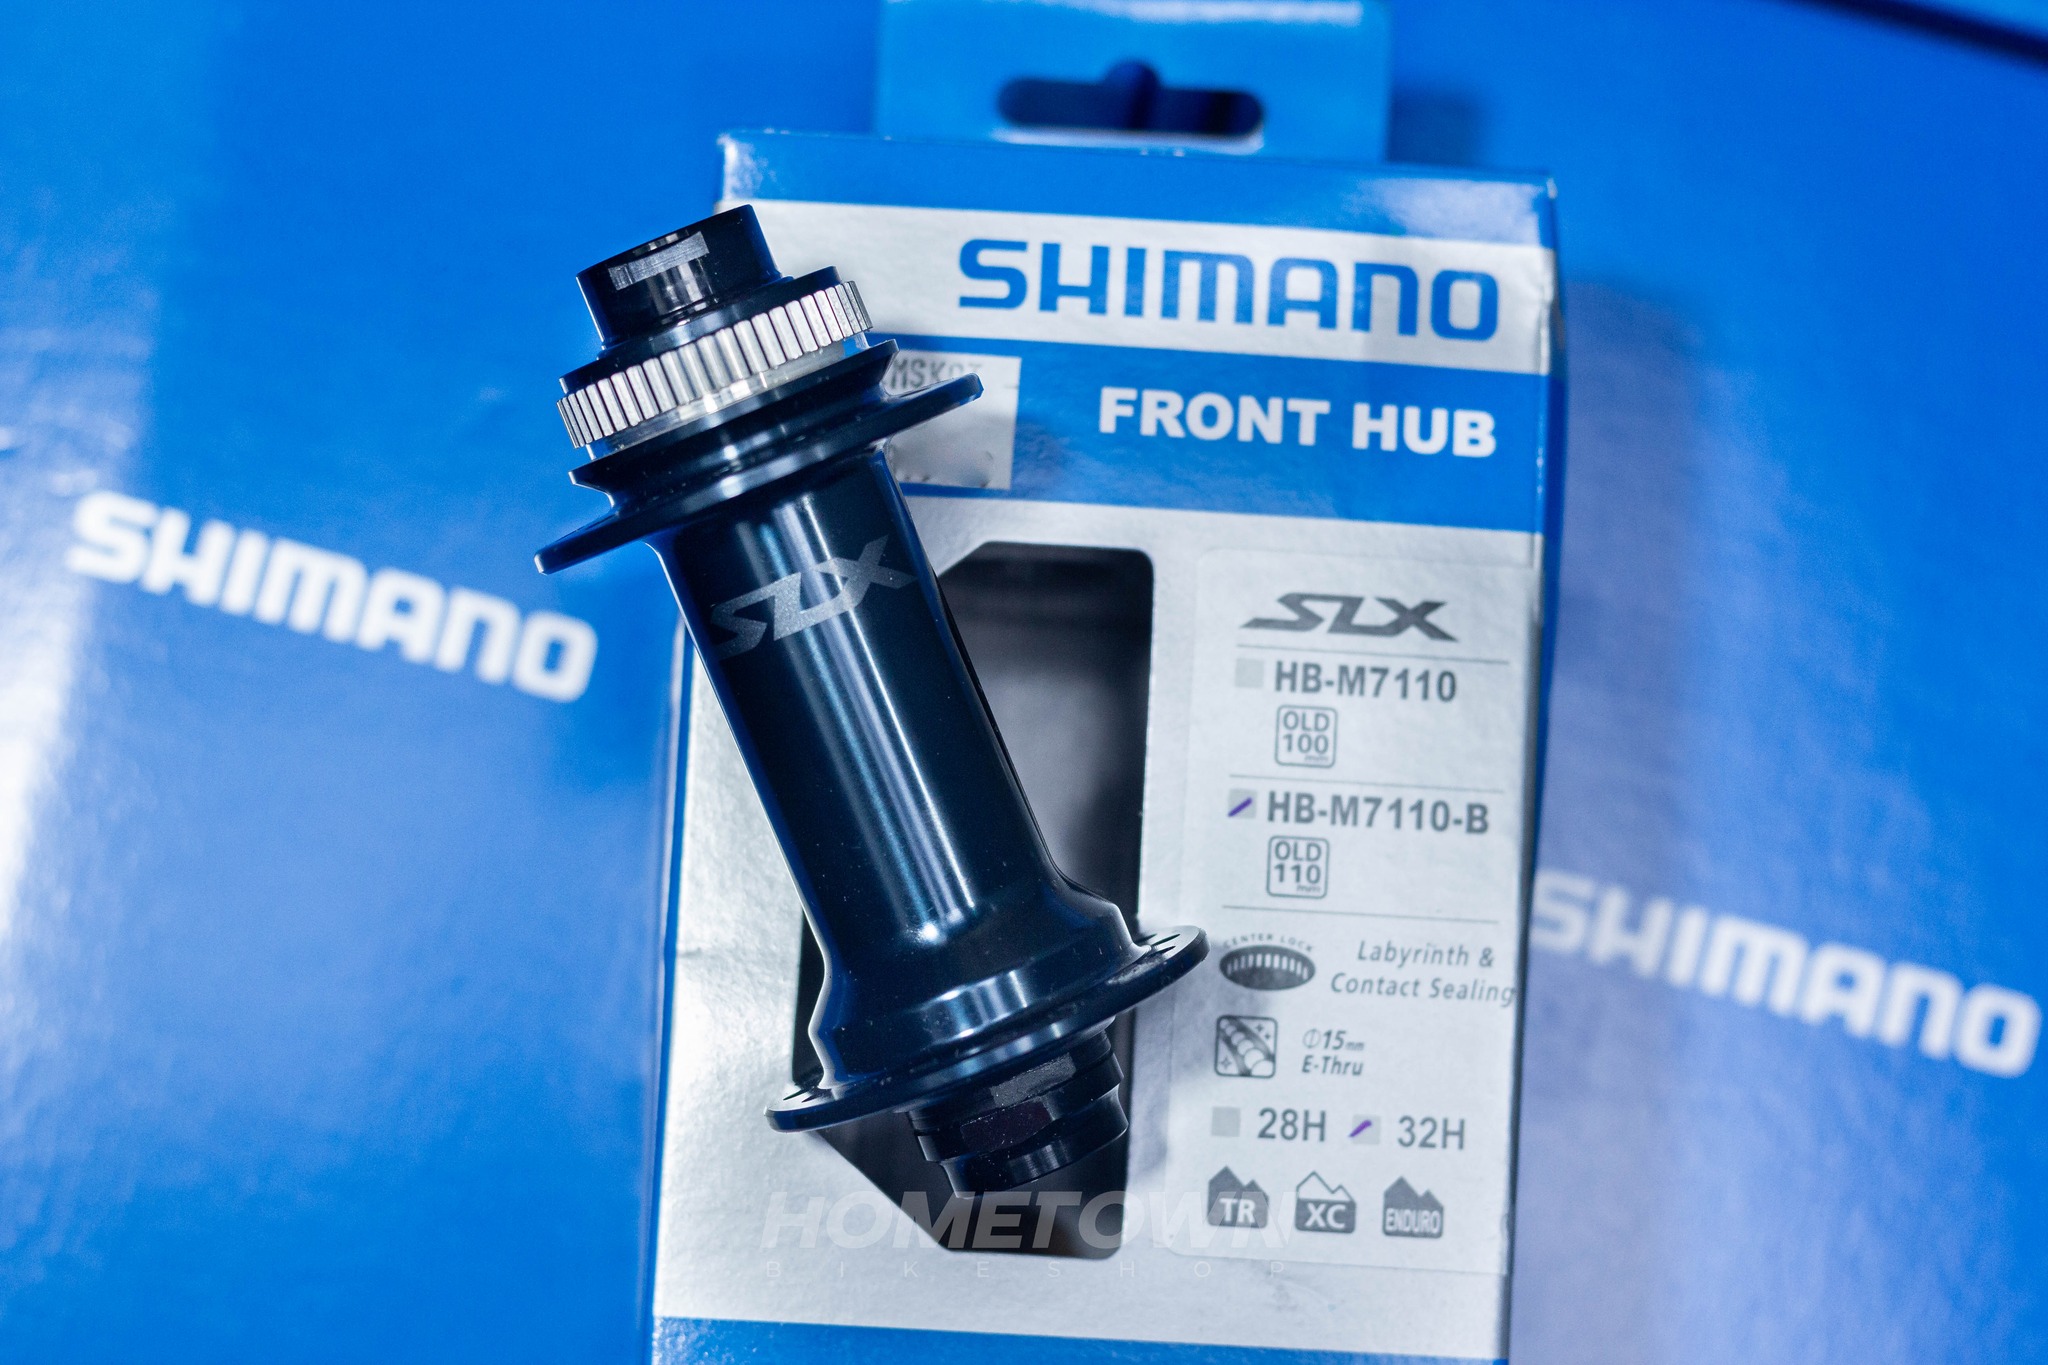 SHIMANO
FRONT HUB
SLX
SLX
HB-M7110
OLD
100
mm
HB-M7110-B
OLD
110
mm
CENTER LOCK
Labyrinth &
Contact Sealing
Φ15mm
E-Thru
28H 32H
TR XC ENDURO
SHIMANO
SHIMANO
HOMETOWN
BIKESHOP